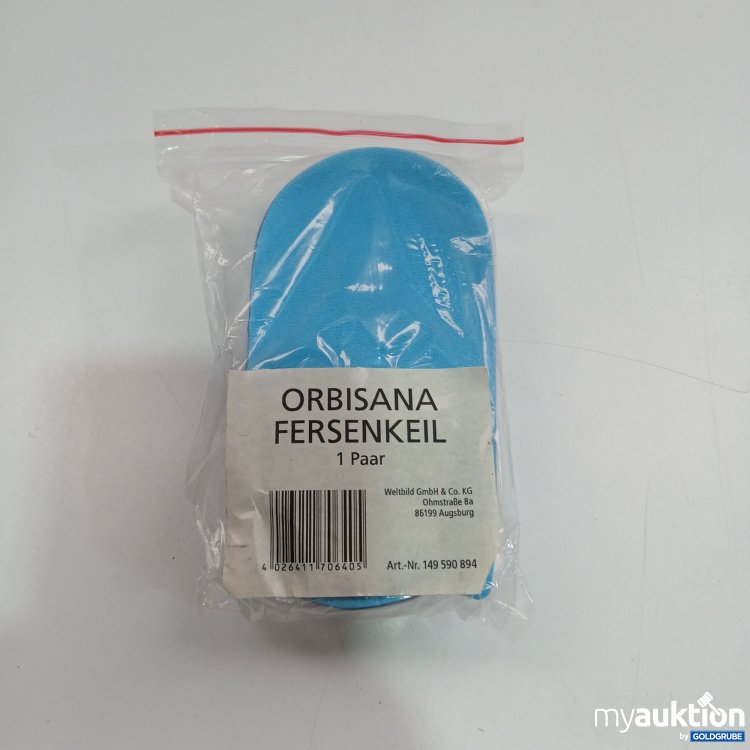 ORBISANA
FERSENKEIL
1 Paar
Weltbild GmbH & Co. KG
Ohmstraße 8a
86199 Augsburg
4 026411 706405
Art.-Nr. 149 590 894
myauktion
by GOLDGRUBE